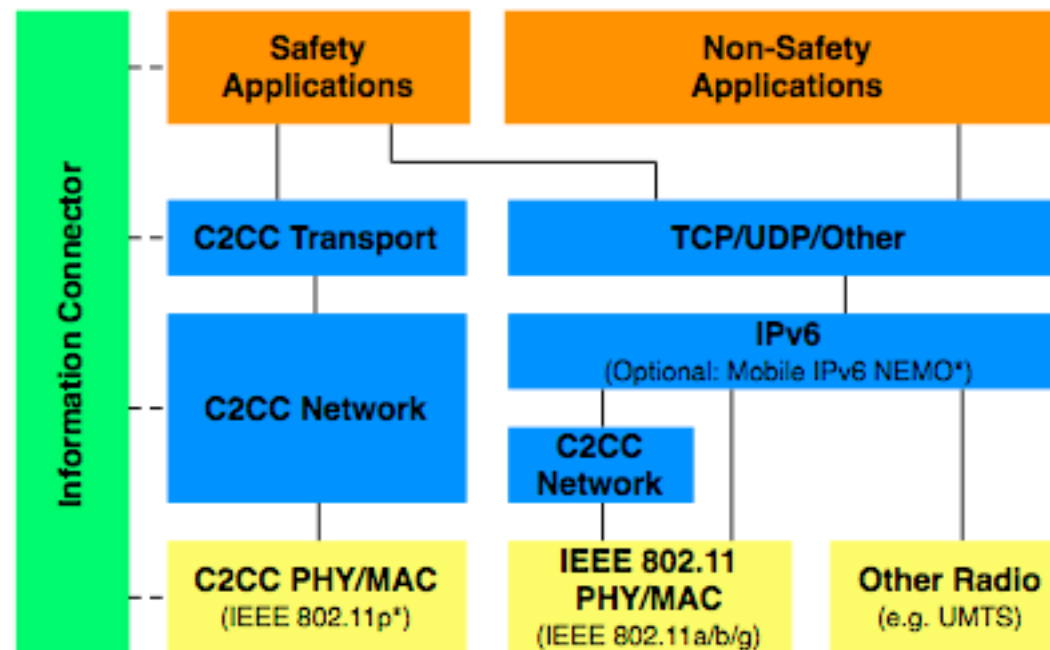 Information Connector
Safety
Applications
Non-Safety
Applications
C2CC Transport
TCP/UDP/Other
C2CC Network
IPv6
(Optional: Mobile IPv6 NEMO*)
C2CC
Network
C2CC PHY/MAC
(IEEE 802.11p*)
IEEE 802.11
PHY/MAC
(IEEE 802.11a/b/g)
Other Radio
(e.g. UMTS)